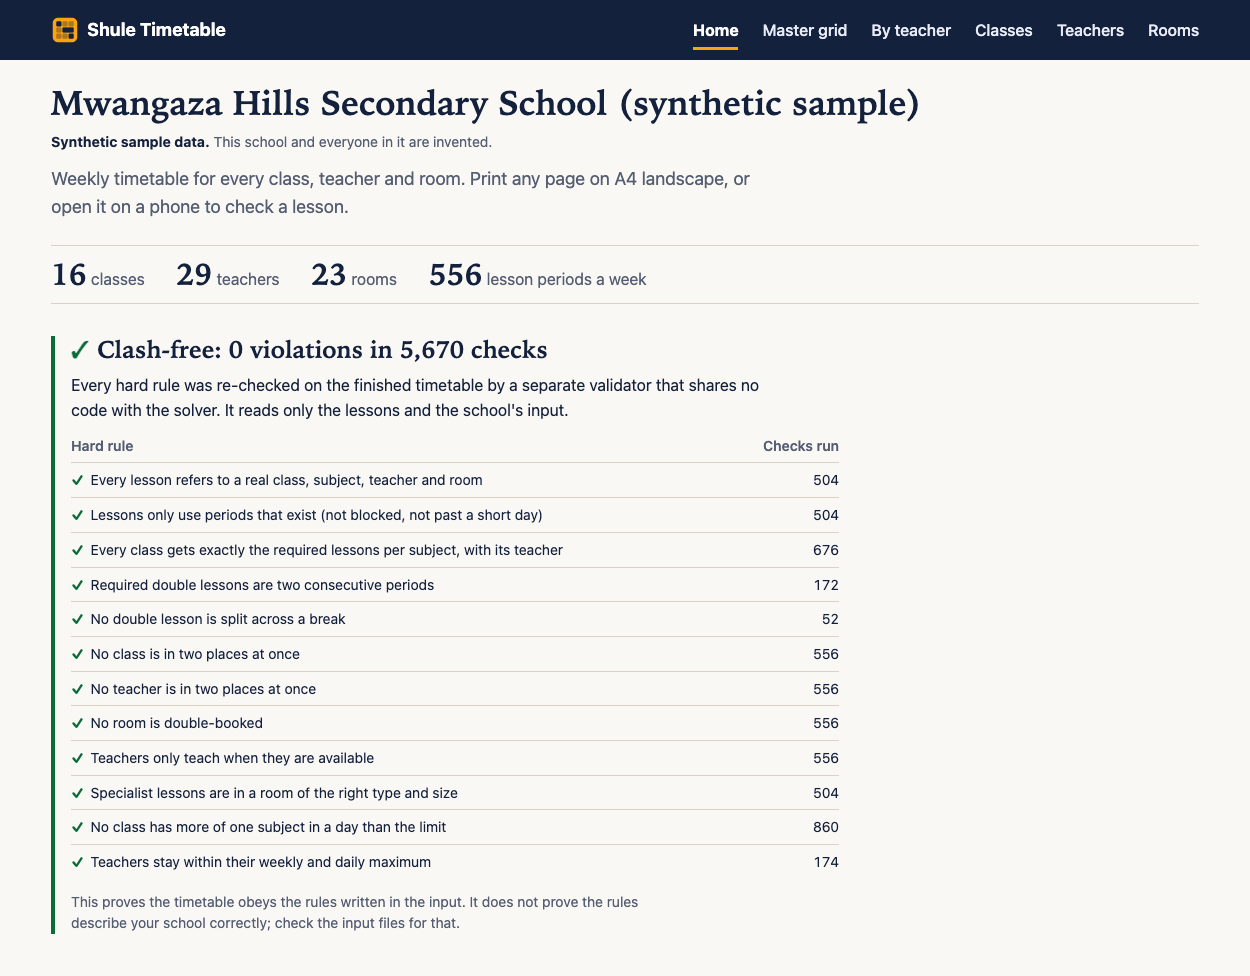 Shule Timetable
Home Master grid By teacher Classes Teachers Rooms
Mwangaza Hills Secondary School (synthetic sample)
Synthetic sample data. This school and everyone in it are invented.
Weekly timetable for every class, teacher and room. Print any page on A4 landscape, or
open it on a phone to check a lesson.
16 classes 29 teachers 23 rooms 556 lesson periods a week
✓ Clash-free: 0 violations in 5,670 checks
Every hard rule was re-checked on the finished timetable by a separate validator that shares no
code with the solver. It reads only the lessons and the school's input.
Hard rule Checks run
✓ Every lesson refers to a real class, subject, teacher and room 504
✓ Lessons only use periods that exist (not blocked, not past a short day) 504
✓ Every class gets exactly the required lessons per subject, with its teacher 676
✓ Required double lessons are two consecutive periods 172
✓ No double lesson is split across a break 52
✓ No class is in two places at once 556
✓ No teacher is in two places at once 556
✓ No room is double-booked 556
✓ Teachers only teach when they are available 556
✓ Specialist lessons are in a room of the right type and size 504
✓ No class has more of one subject in a day than the limit 860
✓ Teachers stay within their weekly and daily maximum 174
This proves the timetable obeys the rules written in the input. It does not prove the rules
describe your school correctly; check the input files for that.